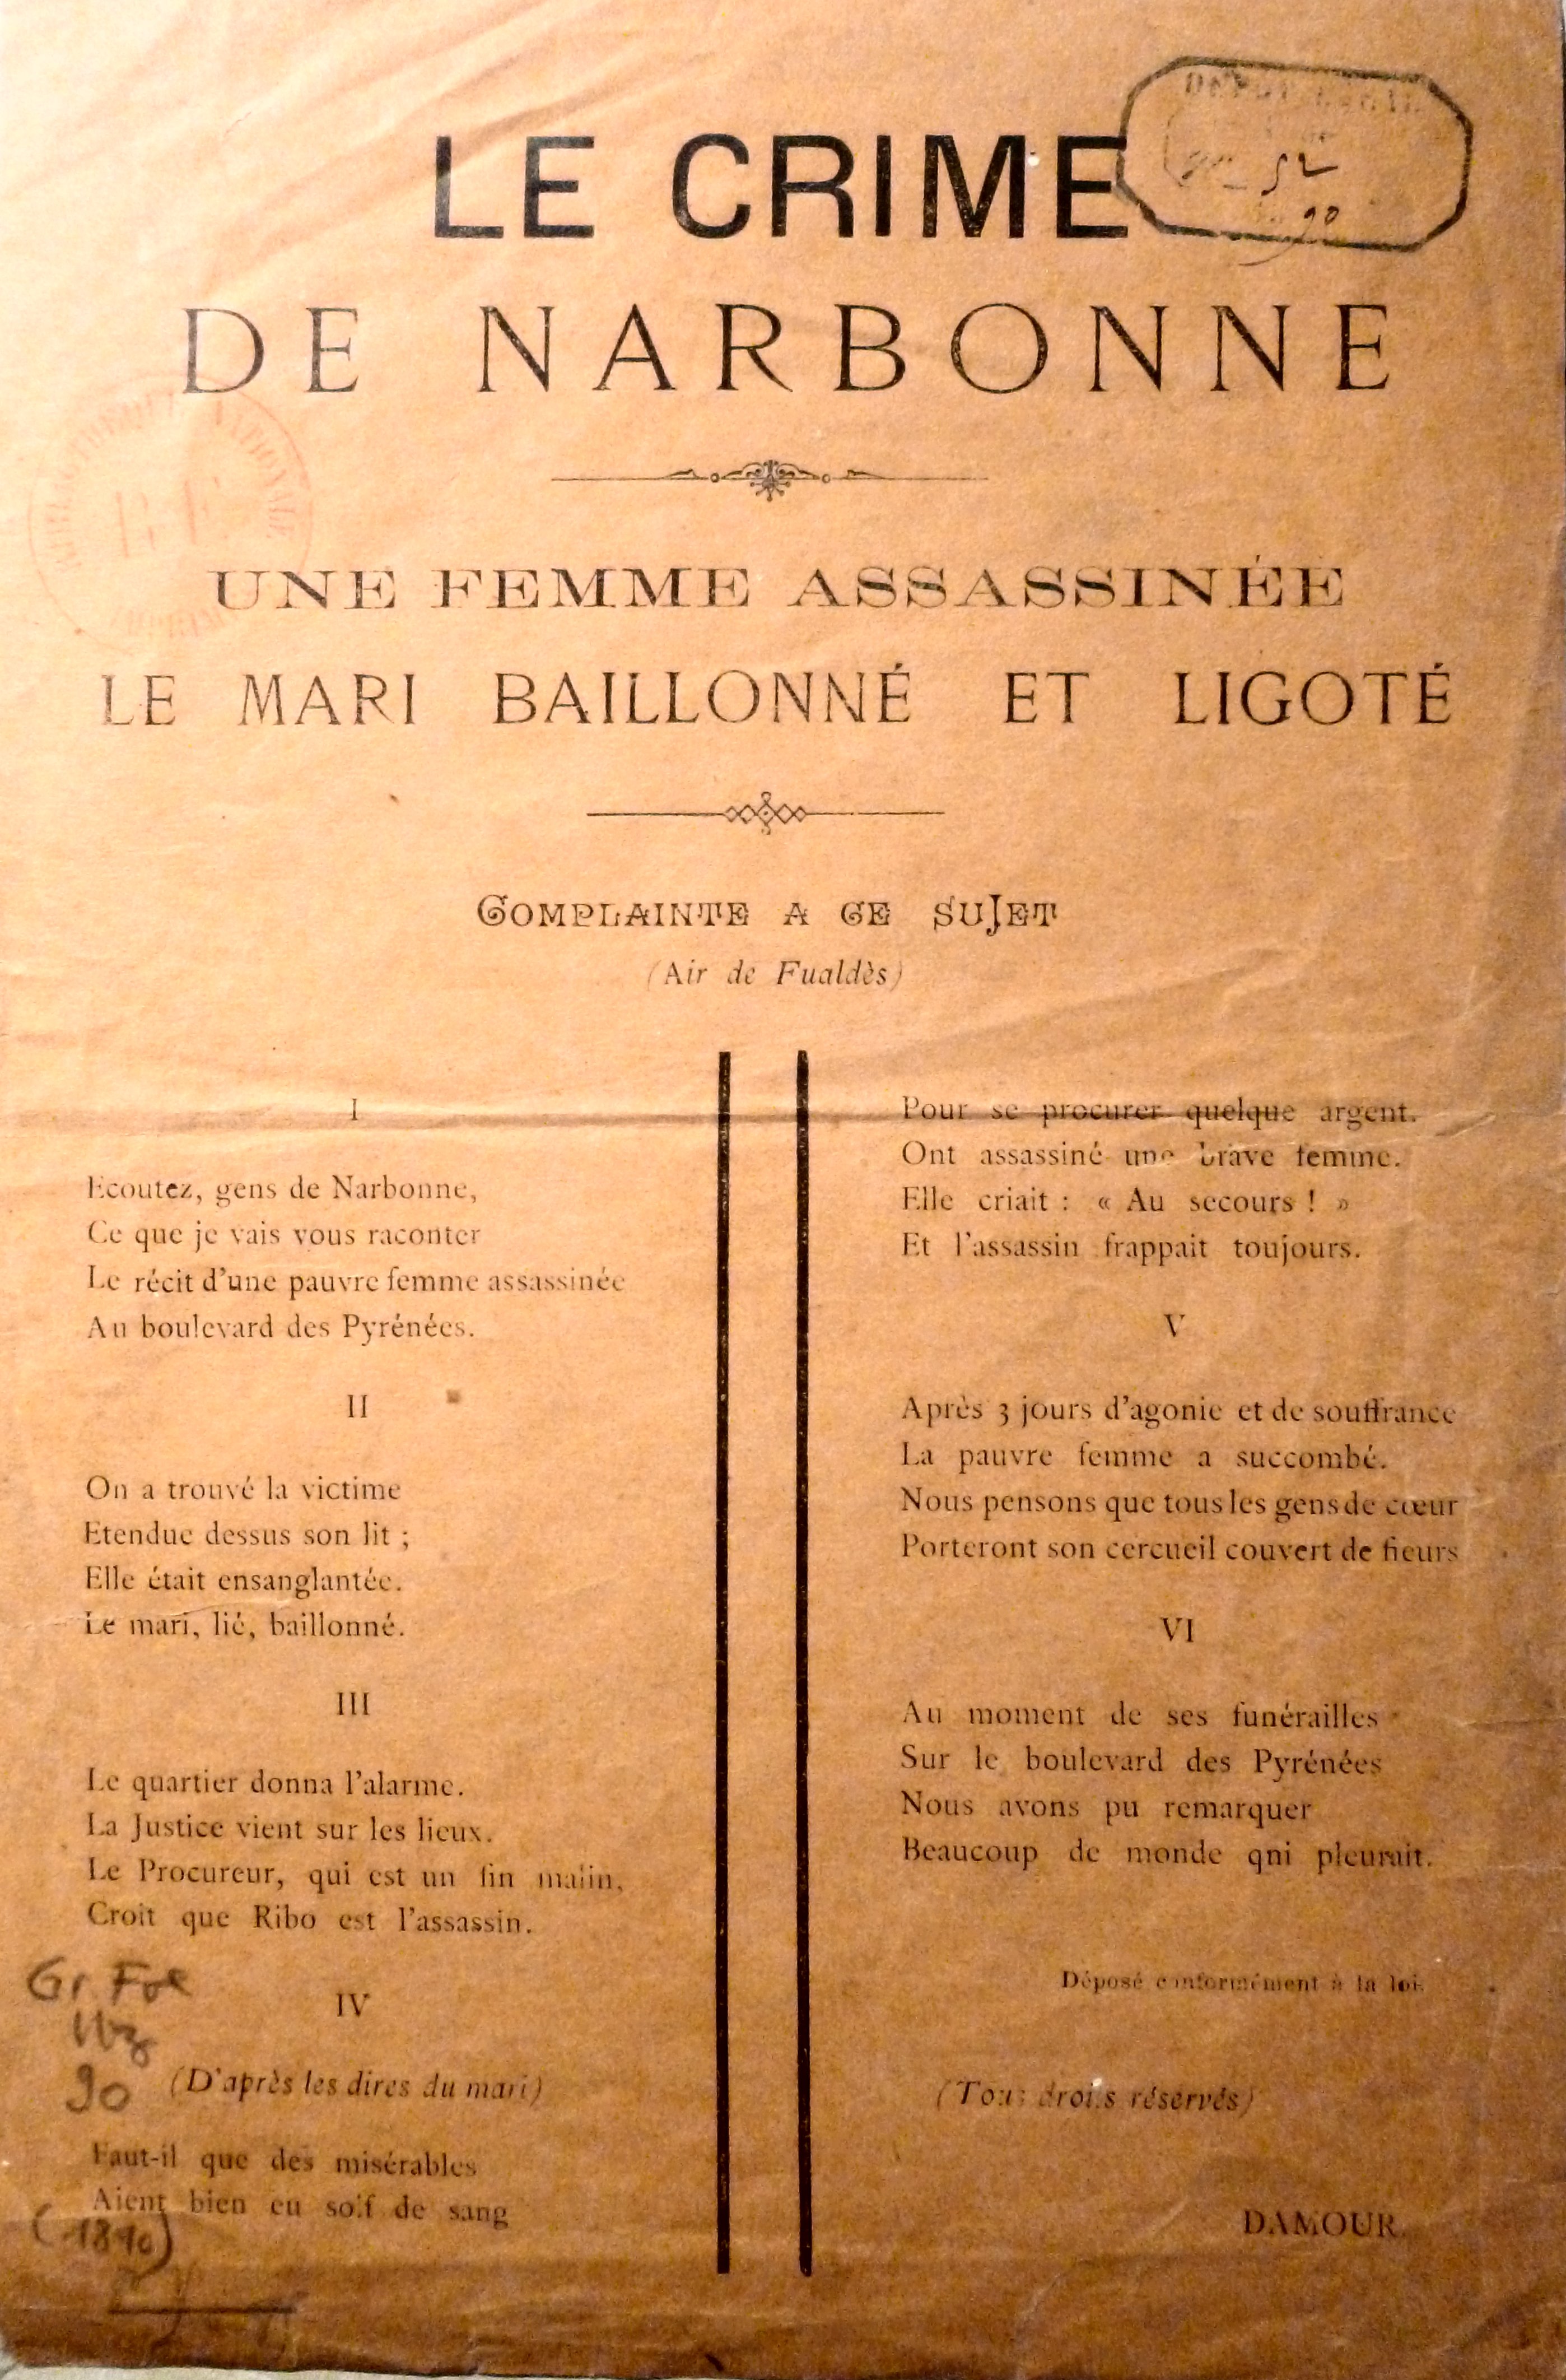 LE CRIME
52
90
DE NARBONNE
UNE FEMME ASSASSINÉE
LE MARI BAILLONNÉ ET LIGOTÉ
COMPLAINTE A CE SUJET
(Air de Fualdès)
I
Ecoutez, gens de Narbonne,
Ce que je vais vous raconter
Le récit d'une pauvre femme assassinée
Au boulevard des Pyrénées.
II
On a trouvé la victime
Etendue dessus son lit ;
Elle était ensanglantée.
Le mari, lié, baillonné.
III
Le quartier donna l'alarme.
La Justice vient sur les lieux.
Le Procureur, qui est un fin malin,
Croit que Ribo est l'assassin.
IV
(D'après les dires du mari)
Faut-il que des misérables
Aient bien eu soif de sang
Pour se procurer quelque argent.
Ont assassiné une brave femme.
Elle criait : « Au secours ! »
Et l'assassin frappait toujours.
V
Après 3 jours d'agonie et de souffrance
La pauvre femme a succombé.
Nous pensons que tous les gens de cœur
Porteront son cercueil couvert de fleurs
VI
Au moment de ses funérailles
Sur le boulevard des Pyrénées
Nous avons pu remarquer
Beaucoup de monde qni pleurait.
Déposé conformément à la loi.
(Tous droits réservés)
DAMOUR.
Gr Fol
90
(1890)